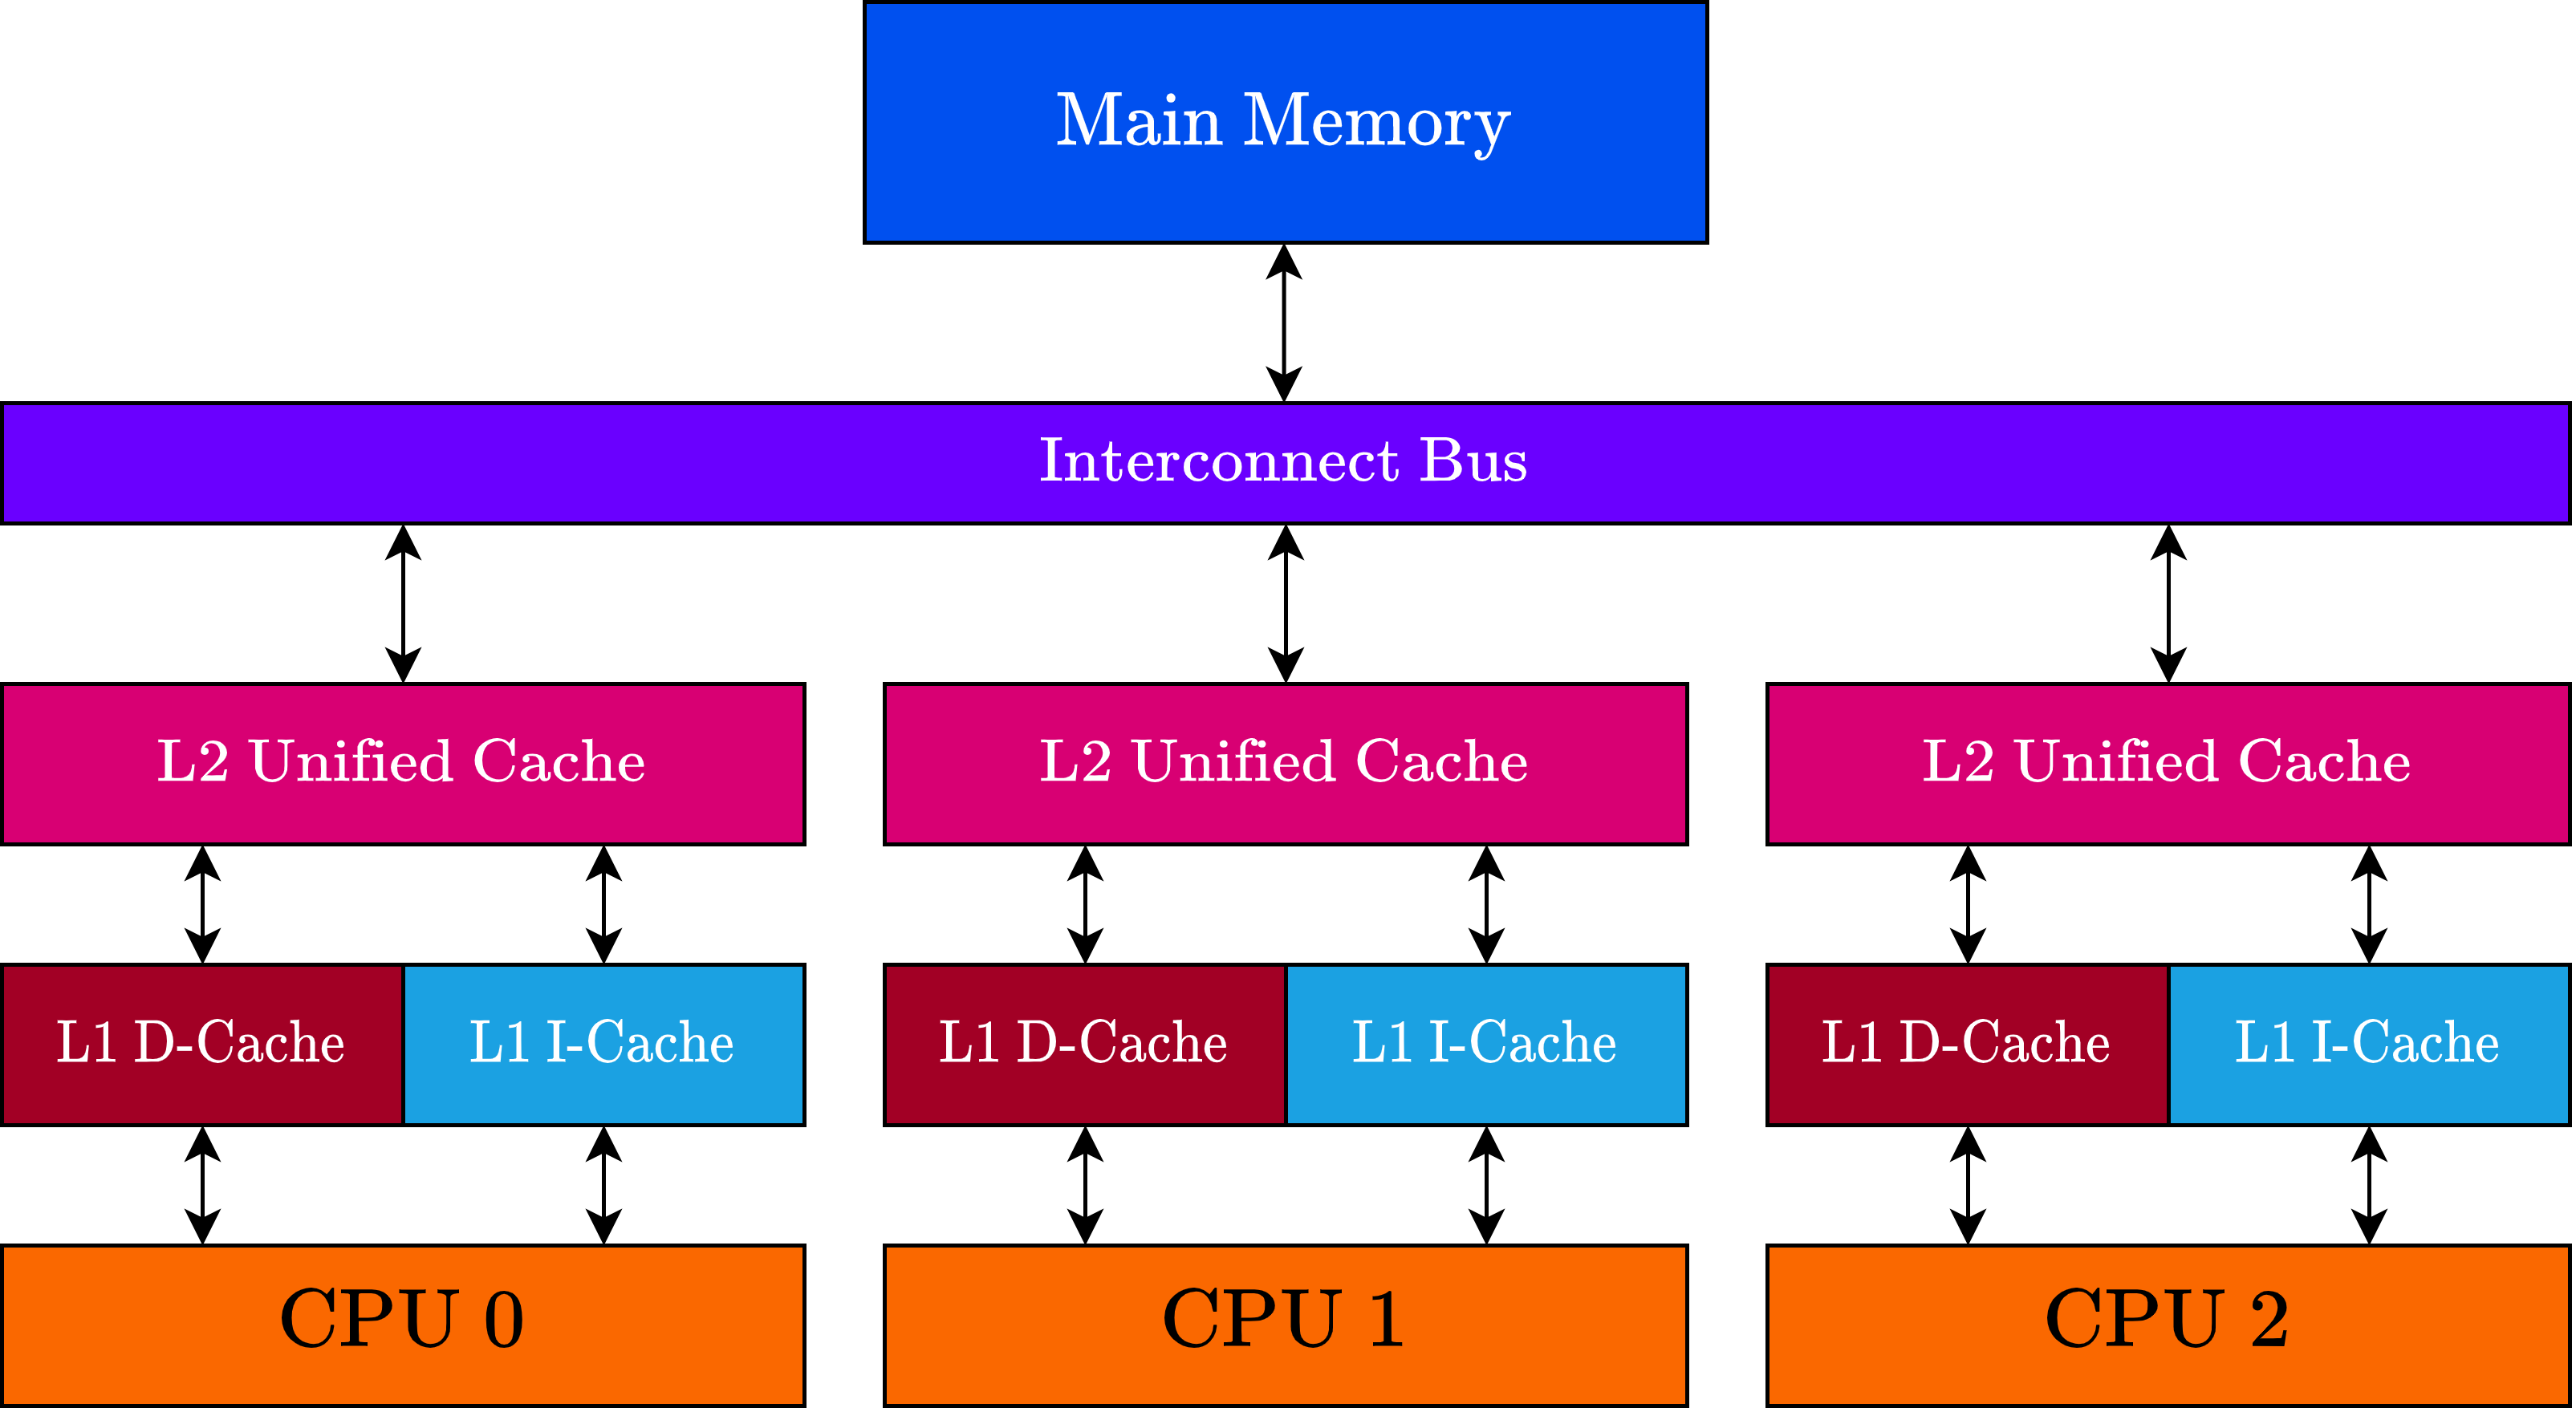 Main Memory
Interconnect Bus
L2 Unified Cache
L2 Unified Cache
L2 Unified Cache
L1 D-Cache
L1 I-Cache
L1 D-Cache
L1 I-Cache
L1 D-Cache
L1 I-Cache
CPU 0
CPU 1
CPU 2